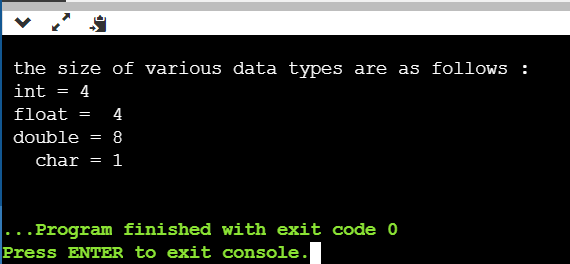 the size of various data types are as follows :
int = 4
float =  4
double = 8
  char = 1
...Program finished with exit code 0
Press ENTER to exit console.